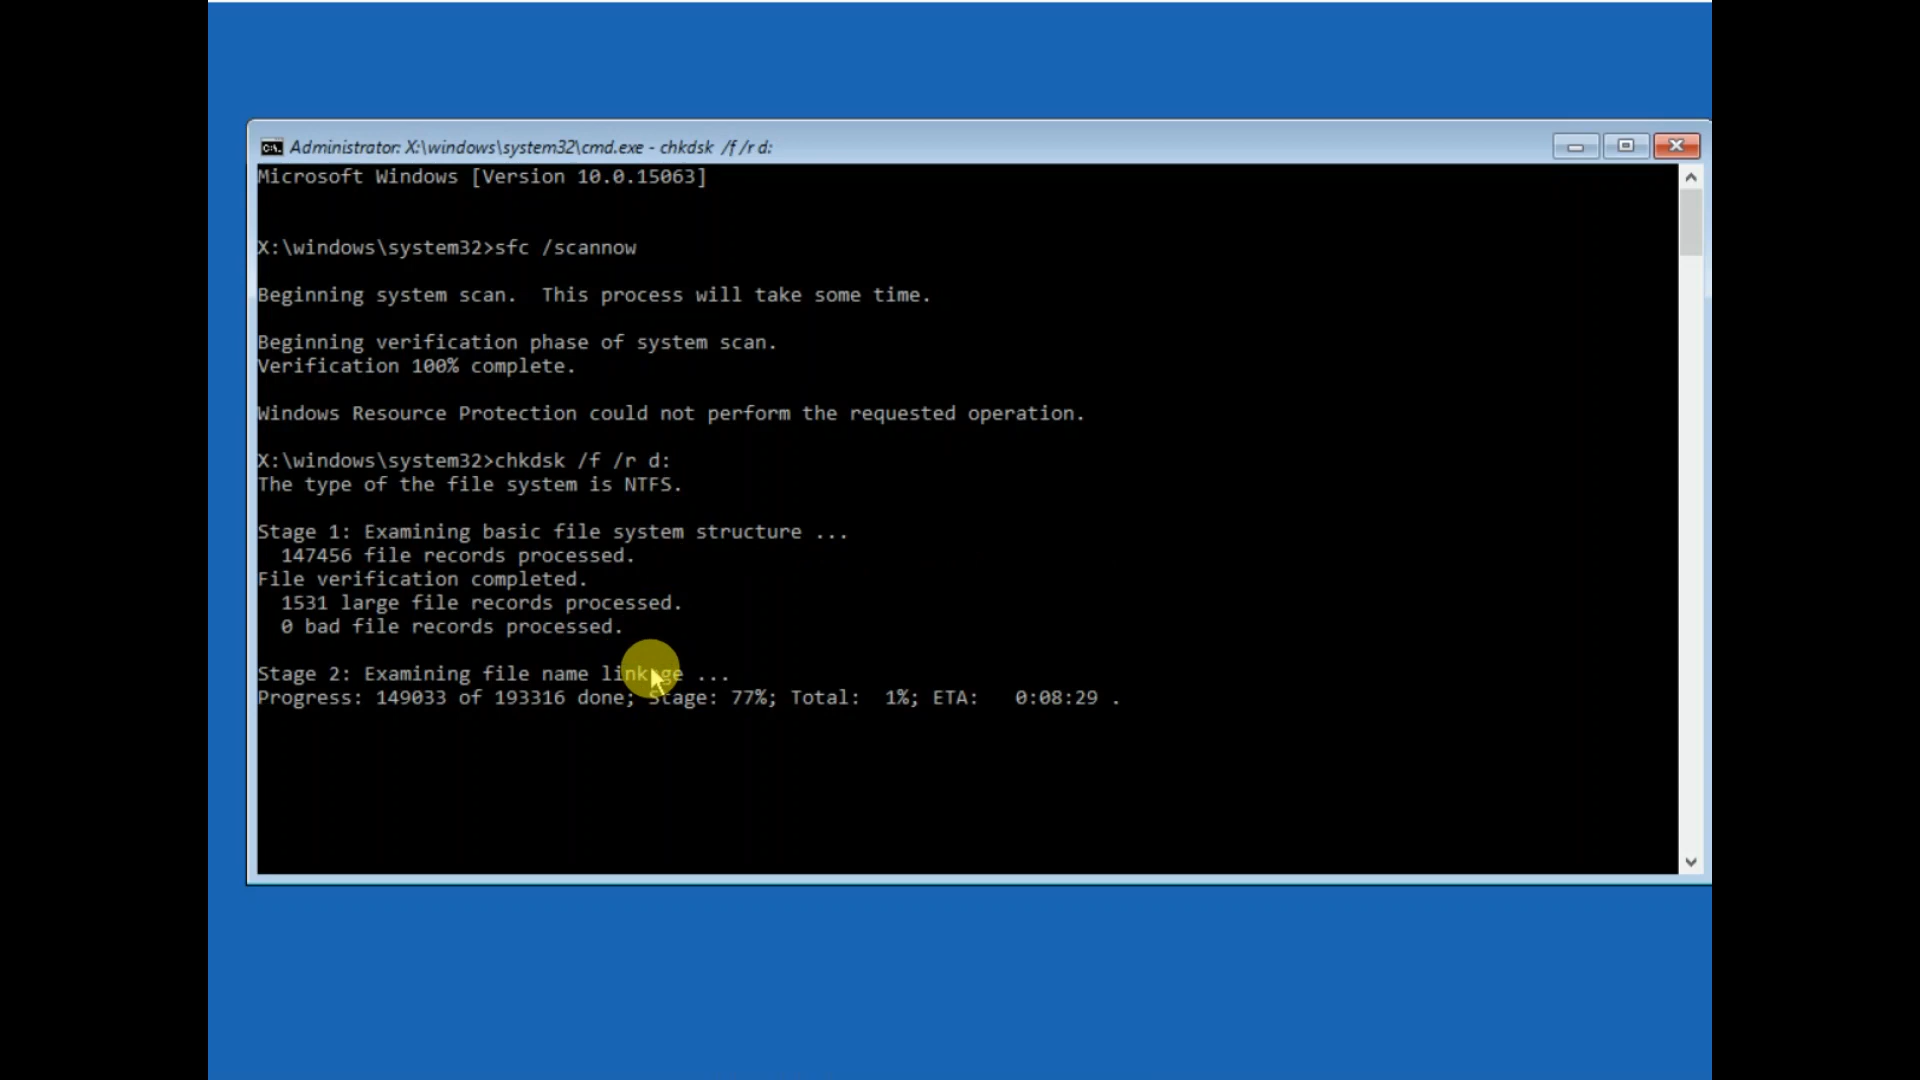 Administrator: X:\windows\system32\cmd.exe - chkdsk /f /r d:
Microsoft Windows [Version 10.0.15063]
X:\windows\system32>sfc /scannow
Beginning system scan.  This process will take some time.
Beginning verification phase of system scan.
Verification 100% complete.
Windows Resource Protection could not perform the requested operation.
X:\windows\system32>chkdsk /f /r d:
The type of the file system is NTFS.
Stage 1: Examining basic file system structure ...
147456 file records processed.
File verification completed.
1531 large file records processed.
0 bad file records processed.
Stage 2: Examining file name linkage ...
Progress: 149033 of 193316 done; Stage: 77%; Total:  1%; ETA:   0:08:29 .